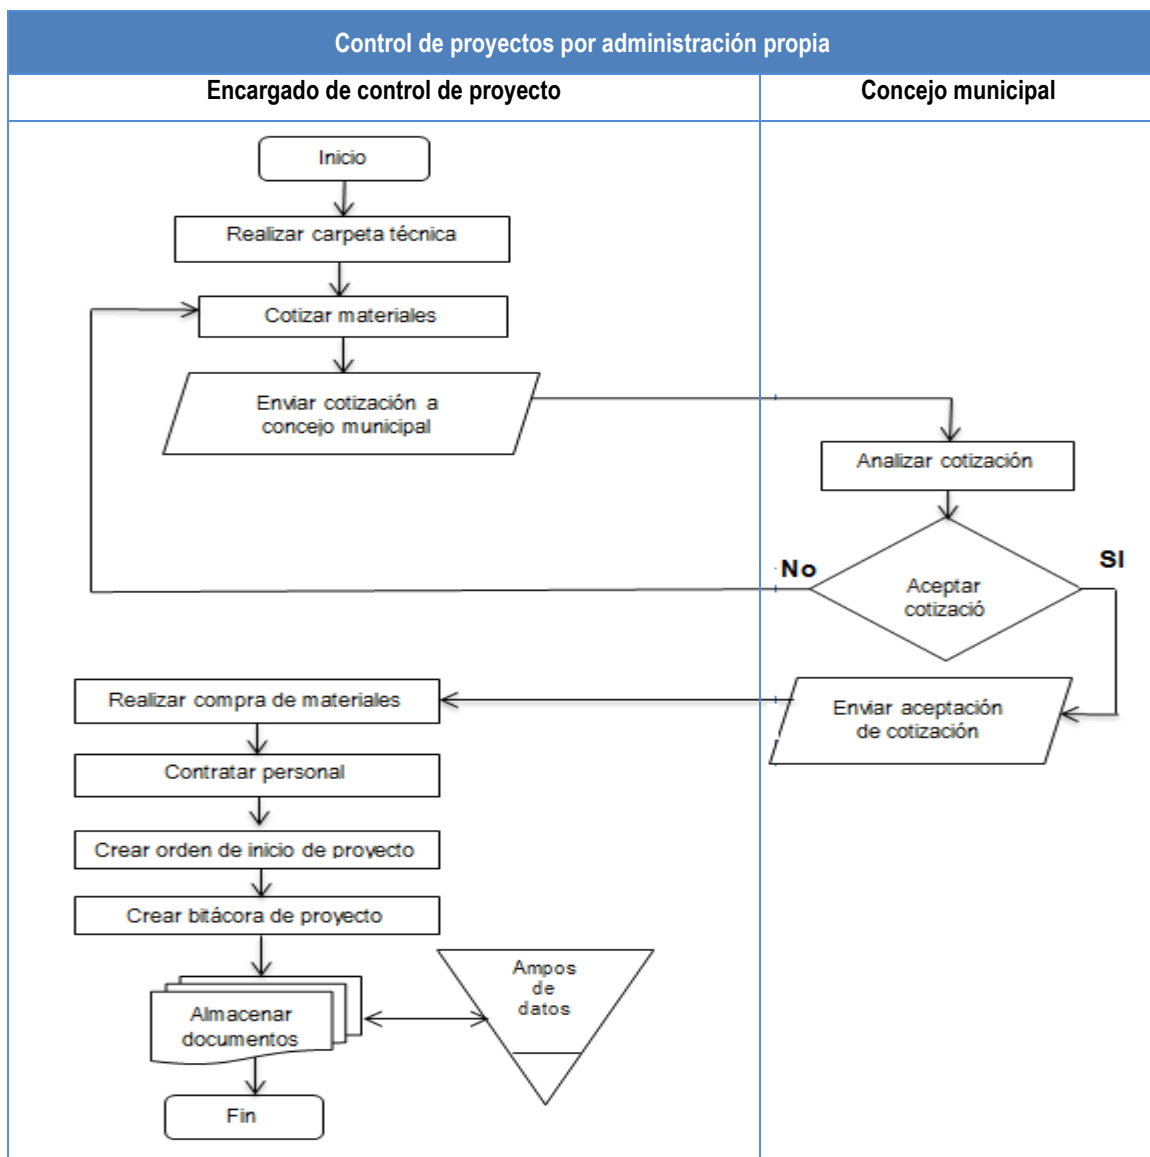 Control de proyectos por administración propia
Encargado de control de proyecto
Concejo municipal
Inicio
Realizar carpeta técnica
Cotizar materiales
Enviar cotización a
concejo municipal
Analizar cotización
No
SI
Aceptar
cotizació
Realizar compra de materiales
Enviar aceptación
de cotización
Contratar personal
Crear orden de inicio de proyecto
Crear bitácora de proyecto
Ampos
de
datos
Almacenar
documentos
Fin